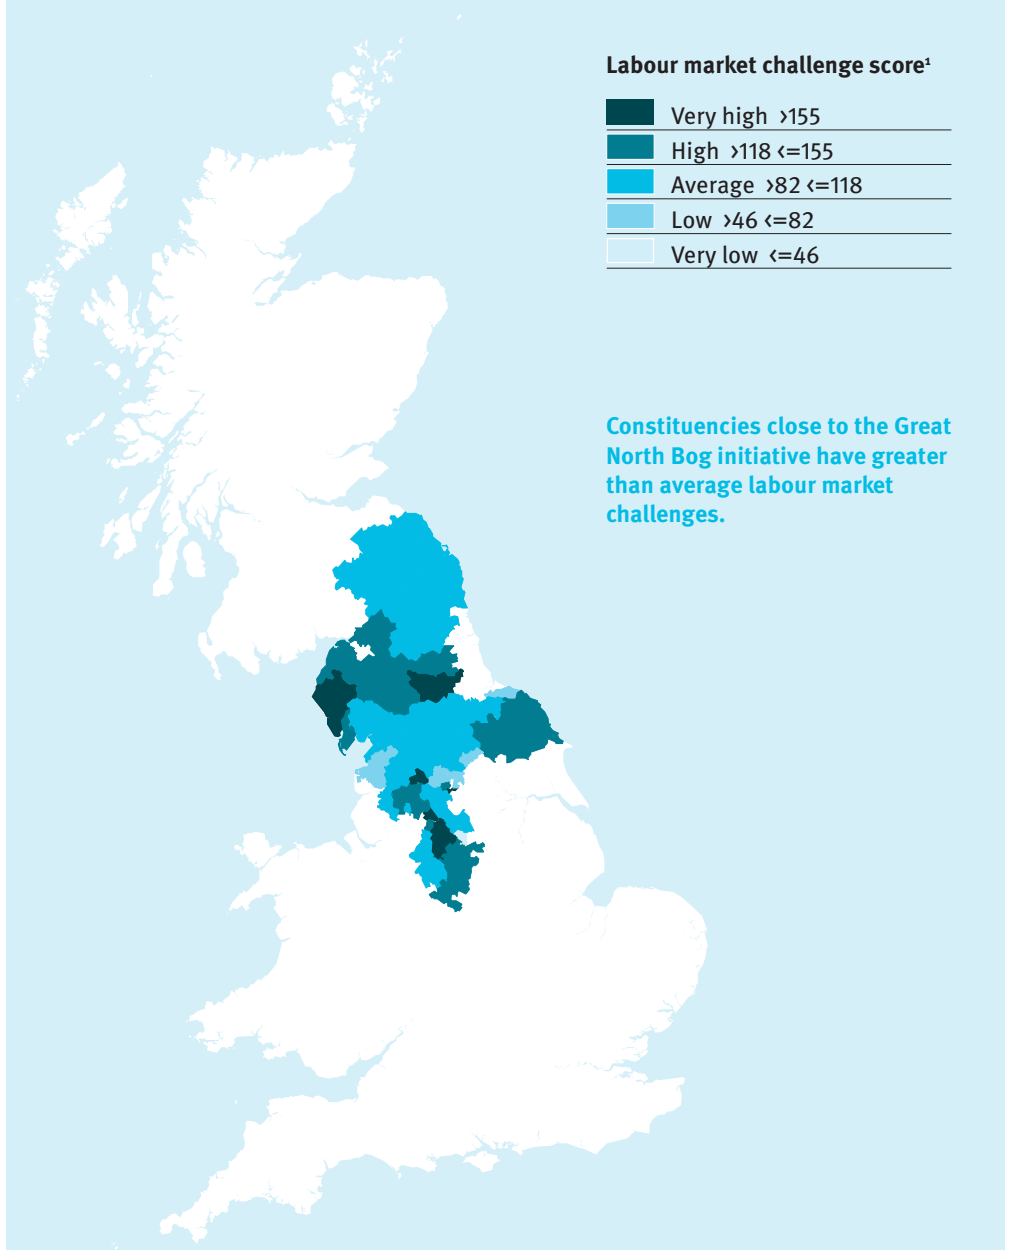 Labour market challenge score¹
Very high >155
High >118 <=155
Average >82 <=118
Low >46 <=82
Very low <=46
Constituencies close to the Great
North Bog initiative have greater
than average labour market
challenges.